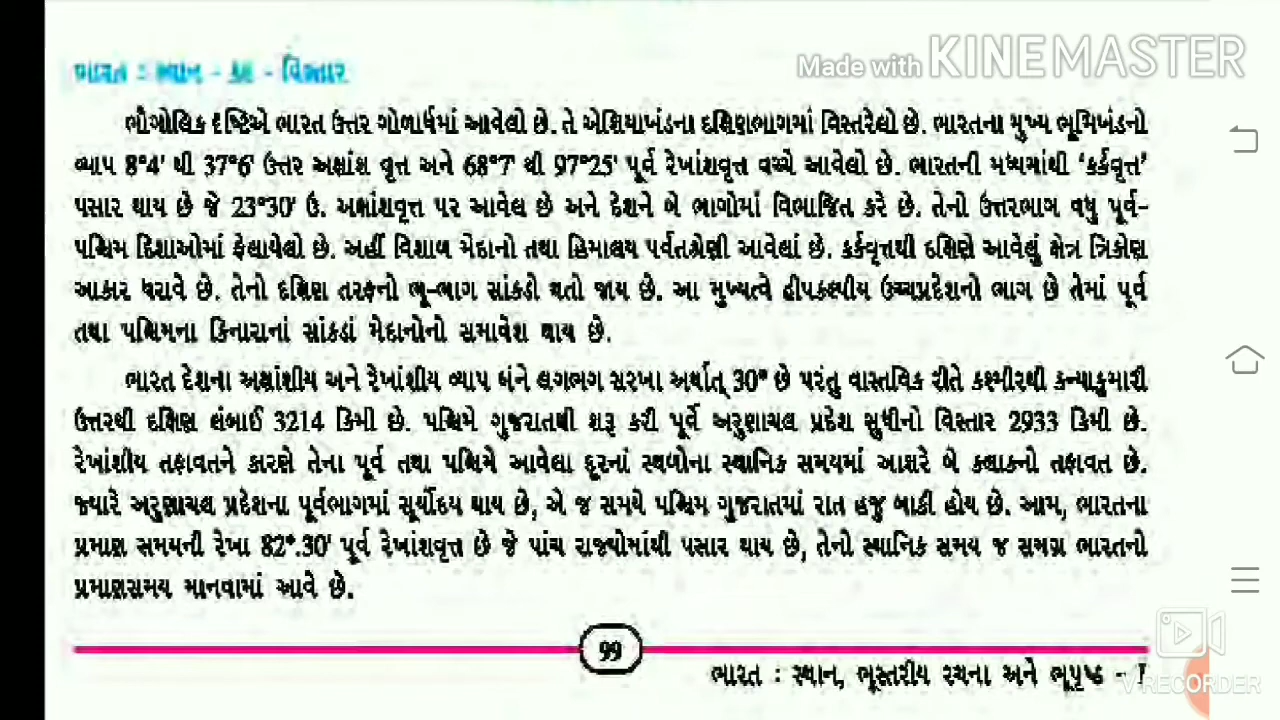 ભારત : સ્થાન - કદ - વિસ્તાર
Made with KINEMASTER
ભૌગોલિક દૃષ્ટિએ ભારત ઉત્તર ગોળાર્ધમાં આવેલો છે. તે એશિયાખંડના દક્ષિણભાગમાં વિસ્તરેલો છે. ભારતના મુખ્ય ભૂમિખંડનો
વ્યાપ 8°4' થી 37°6' ઉત્તર અક્ષાંશ વૃત્ત અને 68°7' થી 97°25' પૂર્વ રેખાંશવૃત્ત વચ્ચે આવેલો છે. ભારતની મધ્યમાંથી ‘કર્કવૃત્ત’
પસાર થાય છે જે 23°30' ઉ. અક્ષાંશવૃત્ત પર આવેલ છે અને દેશને બે ભાગોમાં વિભાજિત કરે છે. તેનો ઉત્તરભાગ વધુ પૂર્વ-
પશ્ચિમ દિશાઓમાં ફેલાયેલો છે. અહીં વિશાળ મેદાનો તથા હિમાલય પર્વતશ્રેણી આવેલાં છે. કર્કવૃત્તથી દક્ષિણે આવેલું ક્ષેત્ર ત્રિકોણ
આકાર ધરાવે છે. તેનો દક્ષિણ તરફનો ભૂ-ભાગ સાંકડો થતો જાય છે. આ મુખ્યત્વે દ્વીપકલ્પીય ઉચ્ચપ્રદેશનો ભાગ છે તેમાં પૂર્વ
તથા પશ્ચિમના કિનારાનાં સાંકડાં મેદાનોનો સમાવેશ થાય છે.
ભારત દેશના અક્ષાંશીય અને રેખાંશીય વ્યાપ બંને લગભગ સરખા અર્થાત્ 30° છે પરંતુ વાસ્તવિક રીતે કશ્મીરથી કન્યાકુમારી
ઉત્તરથી દક્ષિણ લંબાઈ 3214 કિમી છે. પશ્ચિમે ગુજરાતથી શરૂ કરી પૂર્વે અરુણાચલ પ્રદેશ સુધીનો વિસ્તાર 2933 કિમી છે.
રેખાંશીય તફાવતને કારણે તેના પૂર્વ તથા પશ્ચિમે આવેલા દૂરનાં સ્થળોના સ્થાનિક સમયમાં આશરે બે કલાકનો તફાવત છે.
જ્યારે અરુણાચલ પ્રદેશના પૂર્વભાગમાં સૂર્યોદય થાય છે, એ જ સમયે પશ્ચિમ ગુજરાતમાં રાત હજુ બાકી હોય છે. આમ, ભારતના
પ્રમાણ સમયની રેખા 82°.30' પૂર્વ રેખાંશવૃત્ત છે જે પાંચ રાજ્યોમાંથી પસાર થાય છે, તેનો સ્થાનિક સમય જ સમગ્ર ભારતનો
પ્રમાણસમય માનવામાં આવે છે.
99
ભારત : સ્થાન, ભૂસ્તરીય રચના અને ભૂપૃષ્ઠ - I
V RECORDER